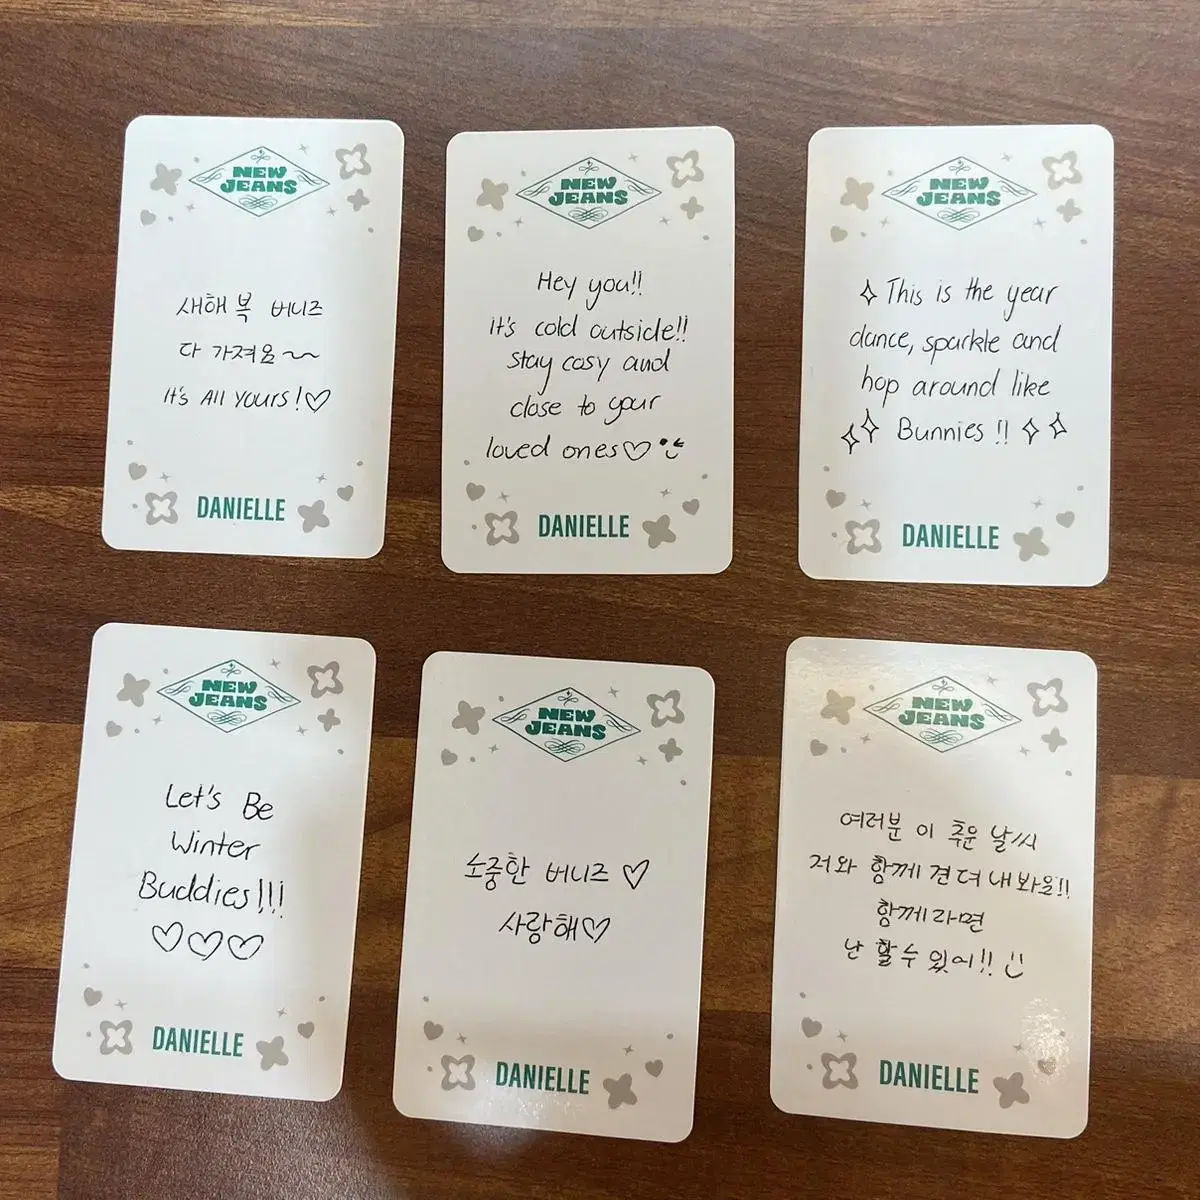 NEW
JEANS
새해 복 버니즈
다 가져요~~
It's All yours!♡
DANIELLE
NEW
JEANS
Hey you!!
it's cold outside!!
stay cosy and
close to your
loved ones♡
DANIELLE
NEW
JEANS
This is the year
dance, sparkle and
hop around like
Bunnies!!
DANIELLE
NEW
JEANS
Let's Be
Winter
Buddies!!!
♡♡♡
DANIELLE
NEW
JEANS
소중한 버니즈 ♡
사랑해♡
DANIELLE
NEW
JEANS
여러분 이 추운 날씨
저와 함께 견뎌내봐요!!
함께라면
난 할 수 있어!!
DANIELLE